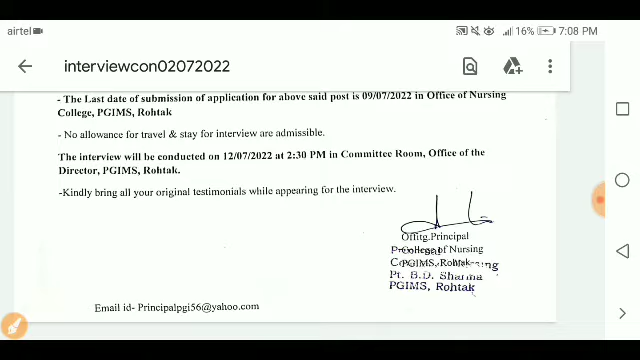 airtel
16%
7:08 PM
interviewcon02072022
- The Last date of submission of application for above said post is 09/07/2022 in Office of Nursing
College, PGIMS, Rohtak
- No allowance for travel & stay for interview are admissible.
The interview will be conducted on 12/07/2022 at 2:30 PM in Committee Room, Office of the
Director, PGIMS, Rohtak.
-Kindly bring all your original testimonials while appearing for the interview.
Offitg.Principal
College of Nursing
PGIMS, Rohtak
Pt. B.D. Sharma
PGIMS, Rohtak
Email id- Principalpgi56@yahoo.com